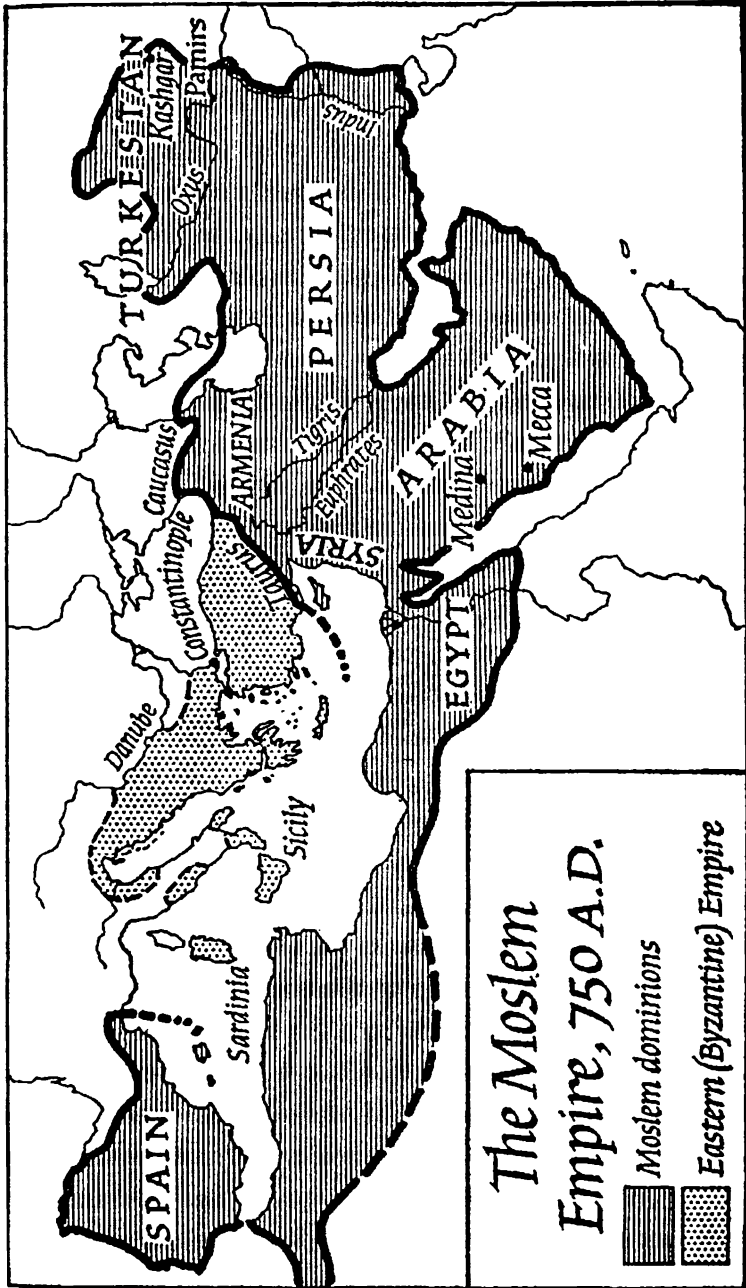 TURKESTAN
Kashgar
Pamirs
Oxus
Indus
PERSIA
Caucasus
ARMENIA
Tigris
Euphrates
ARABIA
Medina
Mecca
SYRIA
Taurus
Constantinople
EGYPT
Danube
Sicily
Sardinia
SPAIN
The Moslem
Empire, 750 A.D.
Moslem dominions
Eastern (Byzantine) Empire